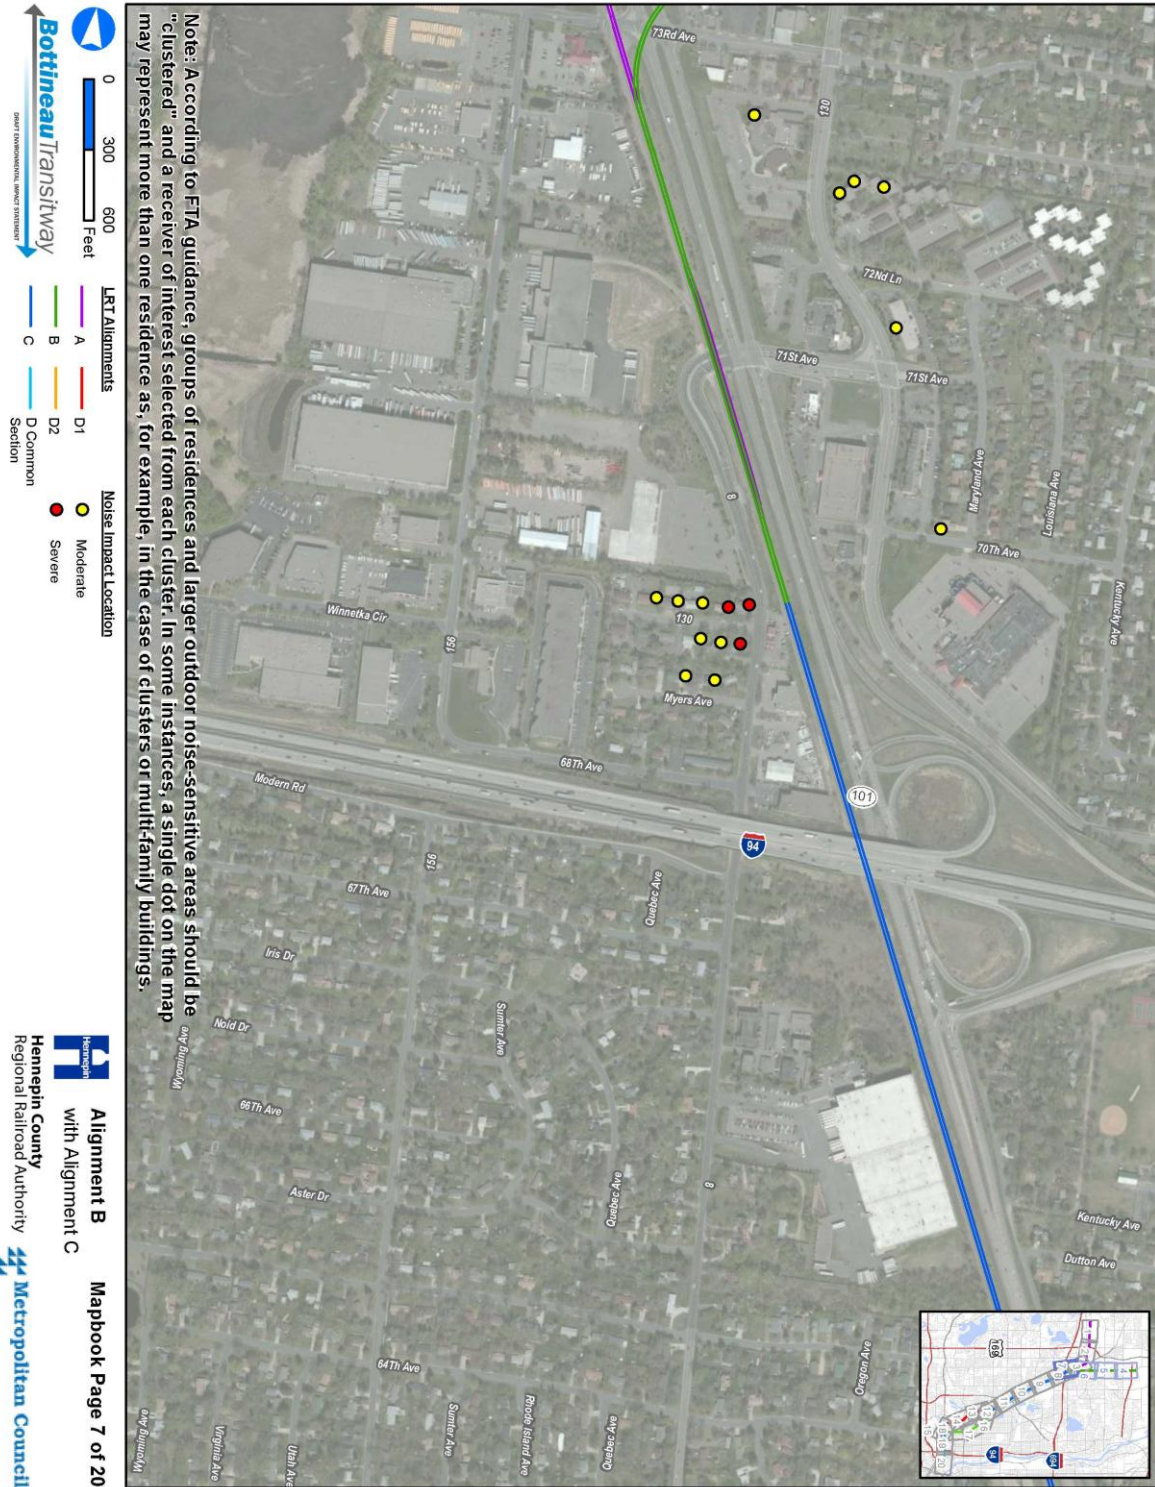 73Rd Ave
130
72Nd Ln
71St Ave
71St Ave
Maryland Ave
Louisiana Ave
70Th Ave
Kentucky Ave
8
130
Winnetka Cir
156
Myers Ave
68Th Ave
101
94
Modern Rd
156
67Th Ave
Quebec Ave
Iris Dr
Sumter Ave
Nold Dr
Wyoming Ave
66Th Ave
Aster Dr
Quebec Ave
8
Kentucky Ave
Dutton Ave
64Th Ave
Oregon Ave
Sumter Ave
Rhode Island Ave
Quebec Ave
Virginia Ave
Utah Ave
Wyoming Ave
169
94
694
Note: According to FTA guidance, groups of residences and larger outdoor noise-sensitive areas should be
"clustered" and a receiver of interest selected from each cluster. In some instances, a single dot on the map
may represent more than one residence as, for example, in the case of clusters or multi-family buildings.
0 300 600
Feet
Bottineau Transitway
DRAFT ENVIRONMENTAL IMPACT STATEMENT
LRT Alignments
A
B
C
D1
D2
D Common
Section
Noise Impact Location
Moderate
Severe
Hennepin
Hennepin County
Regional Railroad Authority
Alignment B
with Alignment C
Mapbook Page 7 of 20
Metropolitan Council